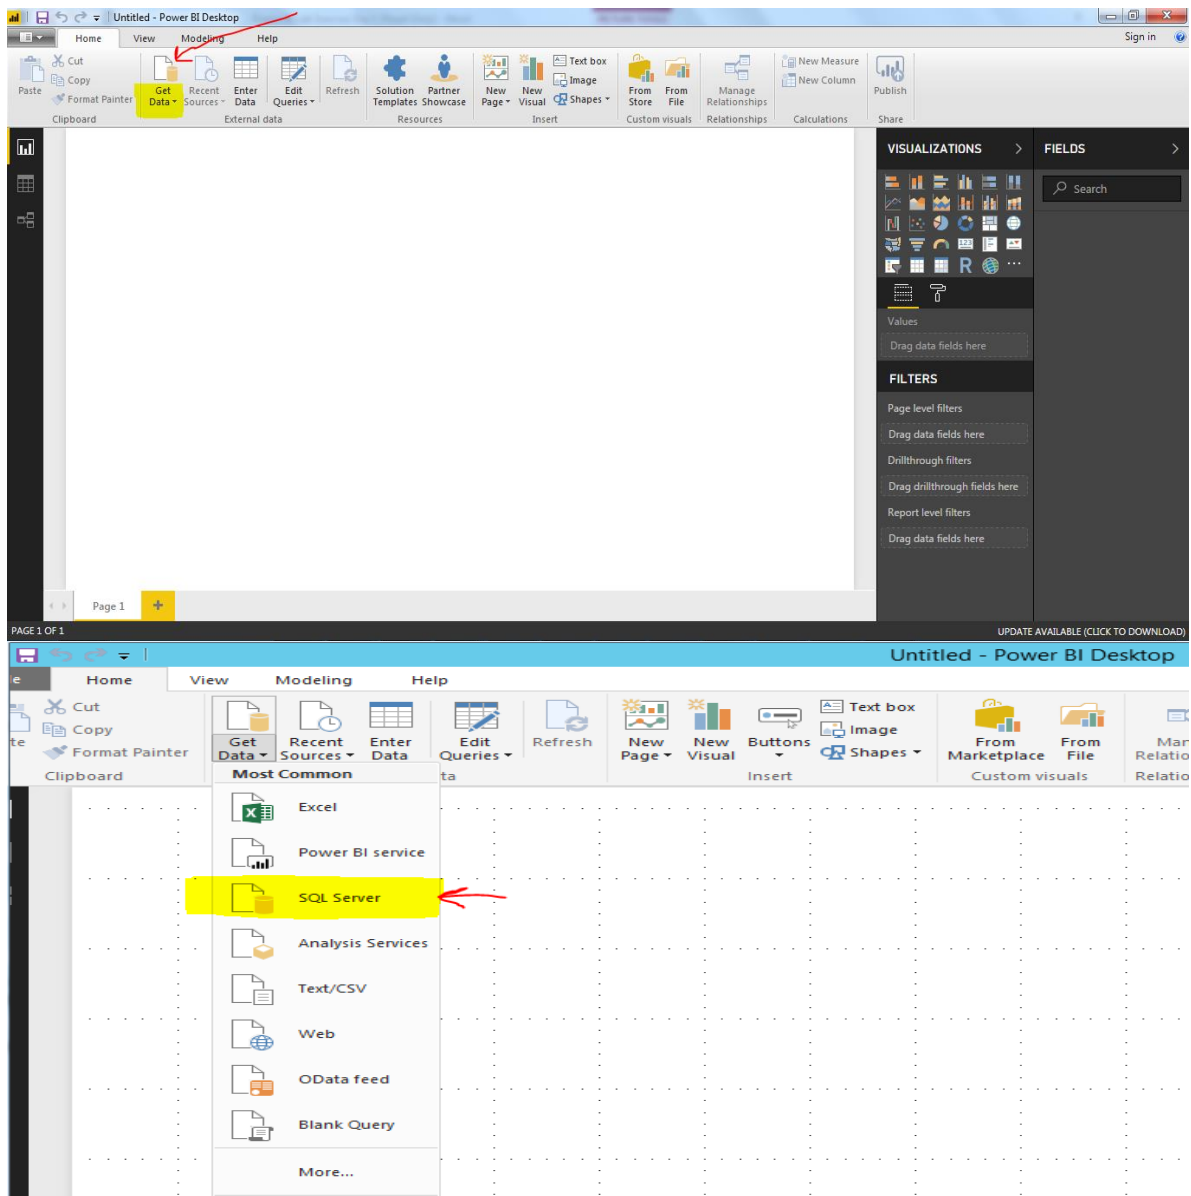 Untitled - Power BI Desktop
Home View Modeling Help Sign in
Paste Cut Copy Format Painter
Get Data Recent Sources Enter Data Edit Queries Refresh
Solution Templates Partner Showcase
New Page New Visual Text box Image Shapes
From Store From File
Manage Relationships
New Measure New Column
Publish
Clipboard External data Resources Insert Custom visuals Relationships Calculations Share
VISUALIZATIONS FIELDS
Search
123
R
Values
Drag data fields here
FILTERS
Page level filters
Drag data fields here
Drillthrough filters
Drag drillthrough fields here
Report level filters
Drag data fields here
Page 1 +
PAGE 1 OF 1 UPDATE AVAILABLE (CLICK TO DOWNLOAD)
Untitled - Power BI Desktop
le Home View Modeling Help
te Cut Copy Format Painter
Get Data Recent Sources Enter Data Edit Queries Refresh
New Page New Visual Buttons Text box Image Shapes
From Marketplace From File
Man Relatio
Clipboard ta Insert Custom visuals Relatio
Most Common
Excel
Power BI service
SQL Server
Analysis Services
Text/CSV
Web
OData feed
Blank Query
More...